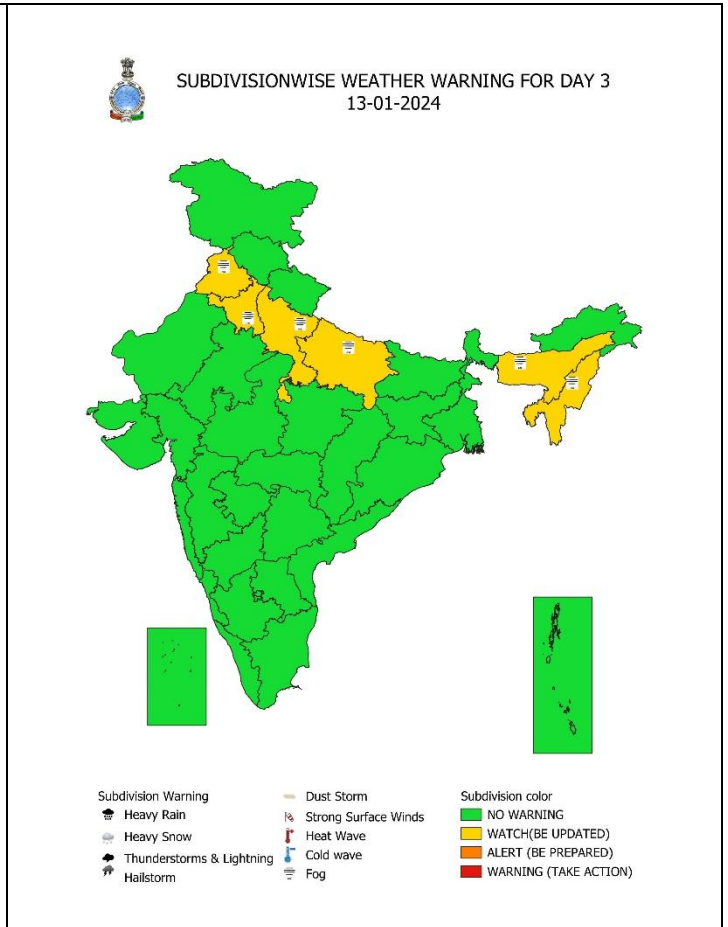 SUBDIVISIONWISE WEATHER WARNING FOR DAY 3
13-01-2024
Subdivision Warning
Heavy Rain
Heavy Snow
Thunderstorms & Lightning
Hailstorm
Dust Storm
Strong Surface Winds
Heat Wave
Cold wave
Fog
Subdivision color
NO WARNING
WATCH(BE UPDATED)
ALERT (BE PREPARED)
WARNING (TAKE ACTION)